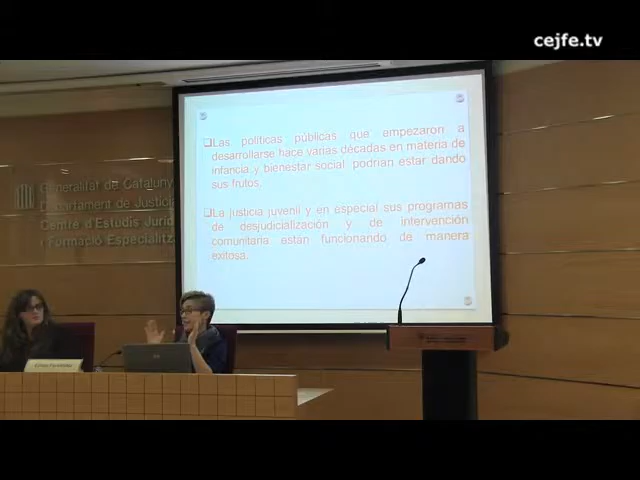 cejfe.tv
Las políticas públicas que empezaron a
desarrollarse hace varias décadas en materia de
infancia y bienestar social podrían estar dando
sus frutos.
La justicia juvenil y en especial sus programas
de desjudicialización y de intervención
comunitaria están funcionando de manera
exitosa.
Generalitat de Catalunya
Departament de Justícia
Centre d'Estudis Juríd
i Formació Especialitz